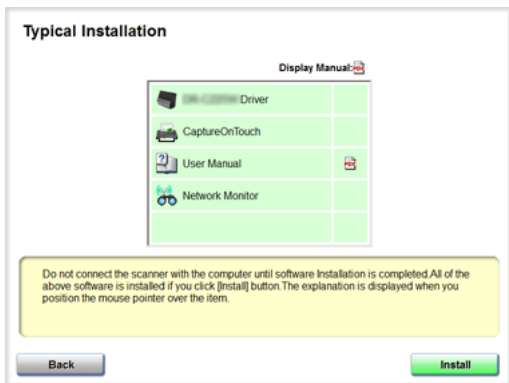 Typical Installation
Display Manual:
Driver
CaptureOnTouch
User Manual
Network Monitor
Do not connect the scanner with the computer until software Installation is completed.All of the
above software is installed if you click [Install] button.The explanation is displayed when you
position the mouse pointer over the item.
Back
Install